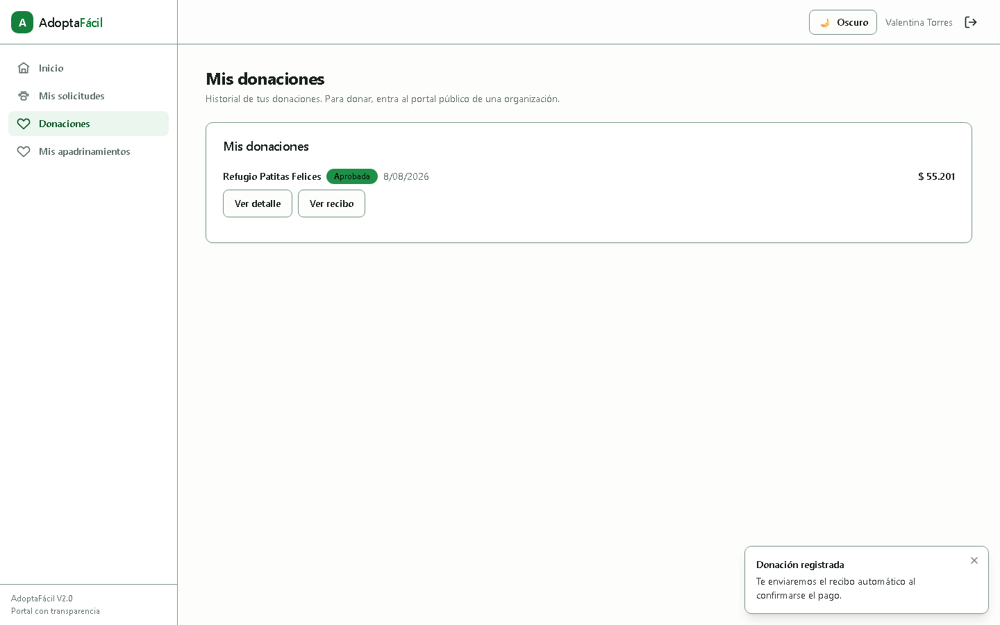 A AdoptaFácil
Oscuro
Valentina Torres
Inicio
Mis solicitudes
Donaciones
Mis apadrinamientos
Mis donaciones
Historial de tus donaciones. Para donar, entra al portal público de una organización.
Mis donaciones
Refugio Patitas Felices Aprobada 8/08/2026 $ 55.201
Ver detalle Ver recibo
Donación registrada
Te enviaremos el recibo automático al
confirmarse el pago.
AdoptaFácil V2.0
Portal con transparencia